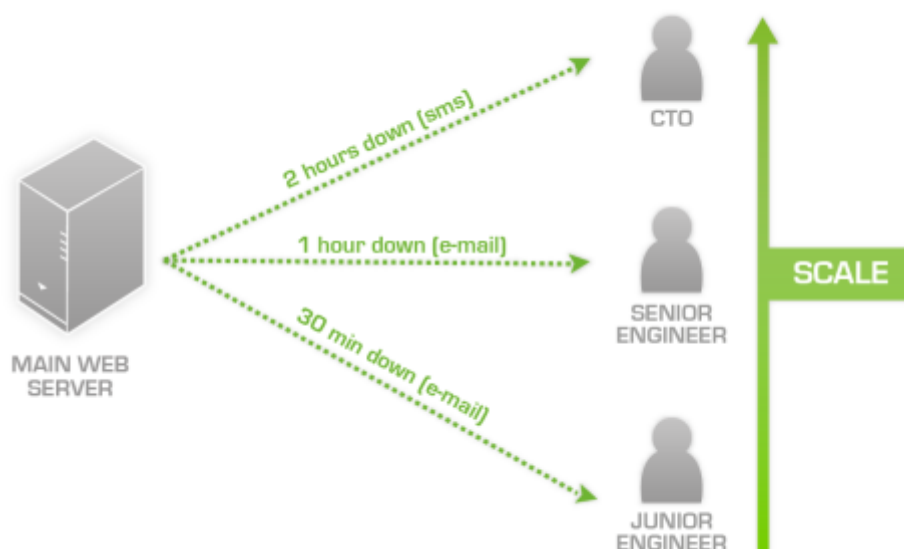 2 hours down (sms)
CTO
1 hour down (e-mail)
SCALE
SENIOR
ENGINEER
30 min down (e-mail)
MAIN WEB
SERVER
JUNIOR
ENGINEER